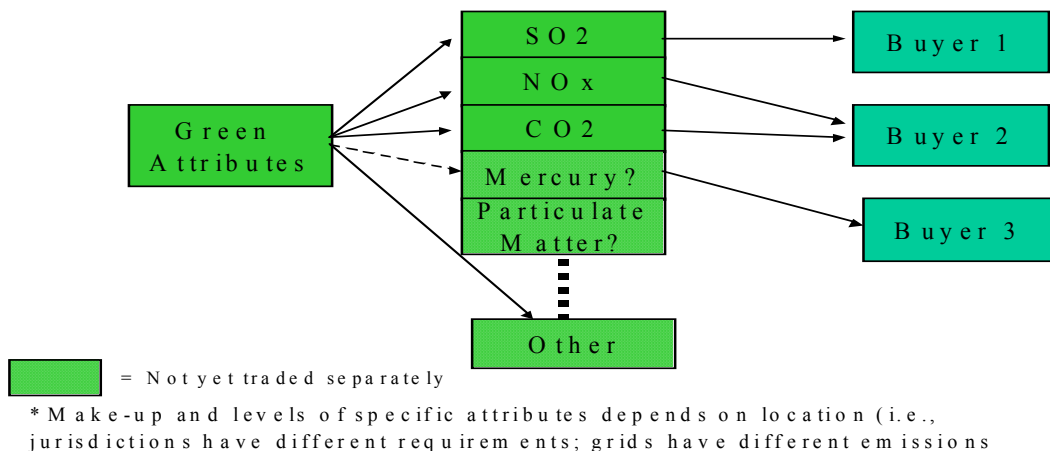 SO2
Buyer 1
NOx
Green
Attributes
CO2
Buyer 2
Mercury?
Particulate
Matter?
Buyer 3
Other
= Not yet traded separately
* Make-up and levels of specific attributes depends on location (i.e.,
jurisdictions have different requirements; grids have different emissions